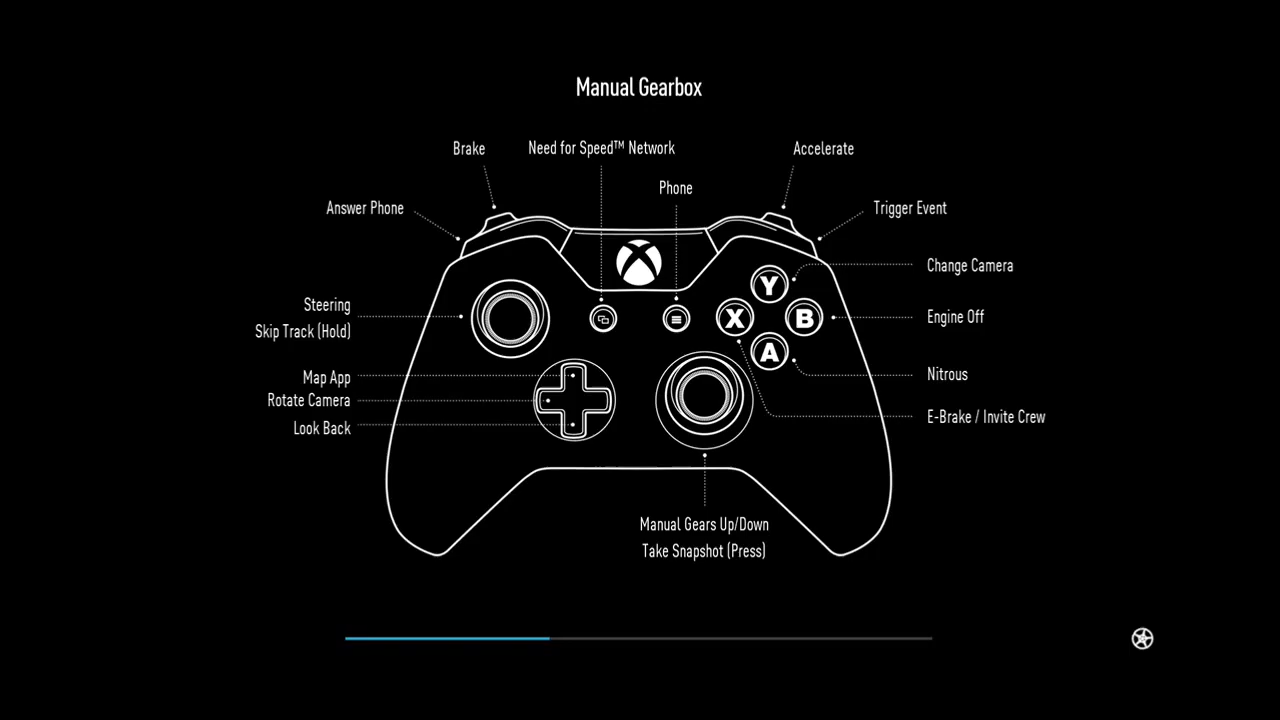 Manual Gearbox
Brake
Need for Speed™ Network
Accelerate
Phone
Answer Phone
Trigger Event
Change Camera
Y
Steering
X
B
Engine Off
Skip Track (Hold)
A
Map App
Nitrous
Rotate Camera
E-Brake / Invite Crew
Look Back
Manual Gears Up/Down
Take Snapshot (Press)